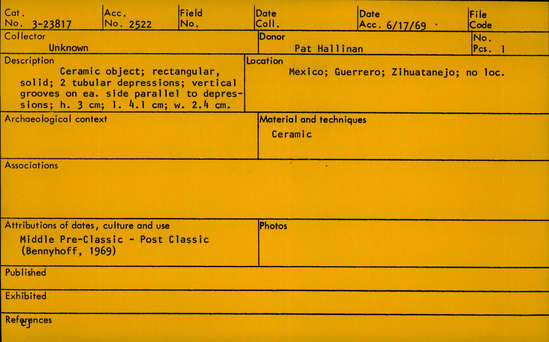 Cat. No. 3-23817 Acc. No. 2522 Field No. Date Coll. Date Acc. 6/17/69 File Code
Collector Unknown Donor Pat Hallinan No. Pcs. 1
Description Location
Ceramic object; rectangular, Mexico; Guerrero; Zihuatanejo; no loc.
solid; 2 tubular depressions; vertical
grooves on ea. side parallel to depres-
sions; h. 3 cm; l. 4.1 cm; w. 2.4 cm.
Archaeological context Material and techniques
Ceramic
Associations
Attributions of dates, culture and use Photos
Middle Pre-Classic - Post Classic
(Bennyhoff, 1969)
Published
Exhibited
References
cj